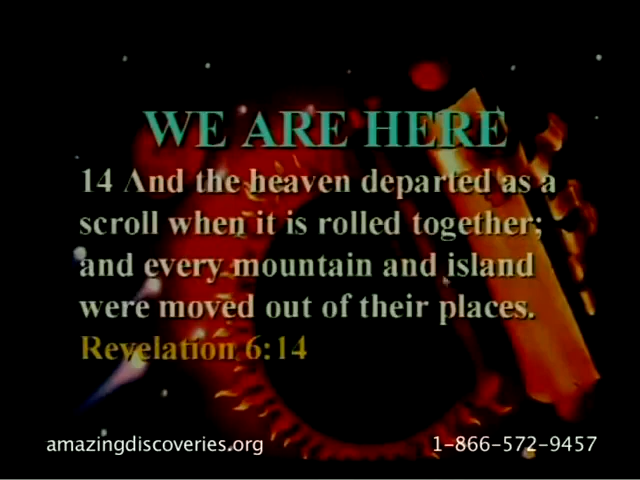 WE ARE HERE
14 And the heaven departed as a
scroll when it is rolled together;
and every mountain and island
were moved out of their places.
Revelation 6:14
amazingdiscoveries.org
1-866-572-9457